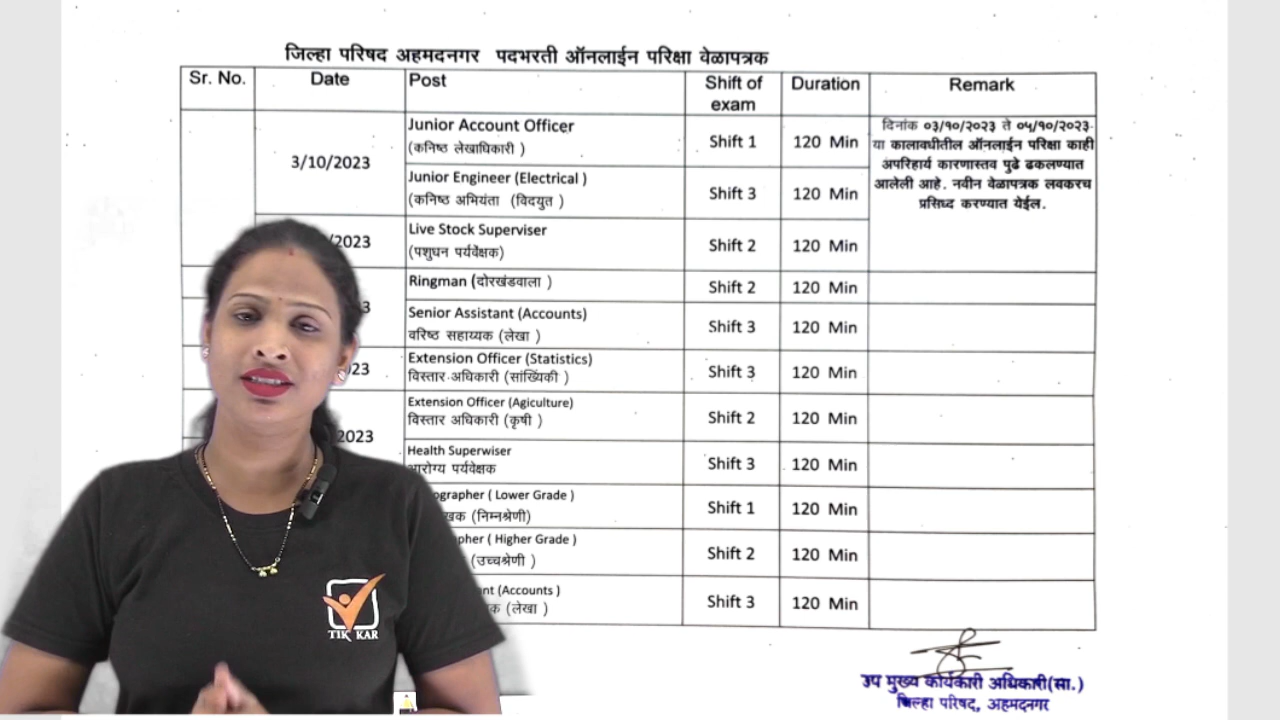 जिल्हा परिषद अहमदनगर पदभरती ऑनलाईन परिक्षा वेळापत्रक
Sr. No. Date Post Shift of exam Duration Remark
3/10/2023
Junior Account Officer
(कनिष्ठ लेखाधिकारी )
Shift 1 120 Min
दिनांक ०३/१०/२०२३ ते ०५/१०/२०२३
या कालावधीतील ऑनलाईन परिक्षा काही
अपरिहार्य कारणास्तव पुढे ढकलण्यात
आलेली आहे. नवीन वेळापत्रक लवकरच
प्रसिध्द करण्यात येईल.
Junior Engineer (Electrical )
(कनिष्ठ अभियंता (विदयुत )
Shift 3 120 Min
/2023
Live Stock Superviser
(पशुधन पर्यवेक्षक)
Shift 2 120 Min
3
Ringman (दोरखंडवाला )
Shift 2 120 Min
Senior Assistant (Accounts)
वरिष्ठ सहाय्यक (लेखा )
Shift 3 120 Min
023
Extension Officer (Statistics)
विस्तार अधिकारी (सांख्यिकी )
Shift 3 120 Min
2023
Extension Officer (Agiculture)
विस्तार अधिकारी (कृषी )
Shift 2 120 Min
Health Superwiser
आरोग्य पर्यवेक्षक
Shift 3 120 Min
ographer ( Lower Grade )
खक (निम्नश्रेणी)
Shift 1 120 Min
pher ( Higher Grade )
(उच्चश्रेणी )
Shift 2 120 Min
nt (Accounts )
क (लेखा )
Shift 3 120 Min
उप मुख्य कार्यकारी अधिकारी(सा.)
जिल्हा परिषद, अहमदनगर
TIK KAR